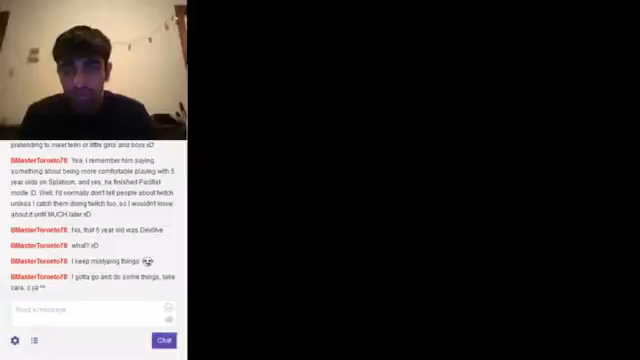 pretending to meet teen or little girls and boys xD
BMasterToronto78: Yea, I remember him saying
something about being more comfortable playing with 5
year olds on Splatoon, and yes, he finished Pacifist
mode :D. Well, I'd normally don't tell people about twitch
unless I catch them doing twitch too, so I wouldn't know
about it until MUCH later xD.
BMasterToronto78: No, that 5 year old was
BMasterToronto78: what? xD
BMasterToronto78: I keep mistyping things
BMasterToronto78: I gotta go and do some things, take
care, c ya ^^
Send a message
Chat